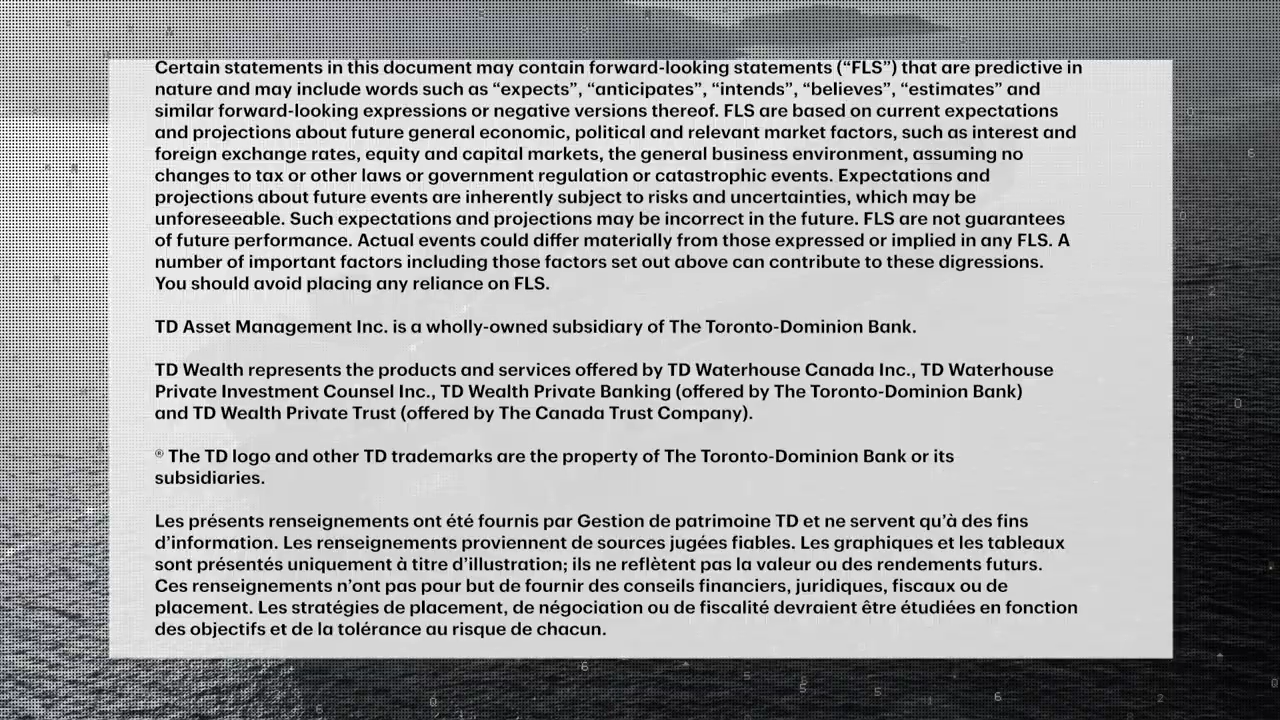 Certain statements in this document may contain forward-looking statements (“FLS”) that are predictive in
nature and may include words such as “expects”, “anticipates”, “intends”, “believes”, “estimates” and
similar forward-looking expressions or negative versions thereof. FLS are based on current expectations
and projections about future general economic, political and relevant market factors, such as interest and
foreign exchange rates, equity and capital markets, the general business environment, assuming no
changes to tax or other laws or government regulation or catastrophic events. Expectations and
projections about future events are inherently subject to risks and uncertainties, which may be
unforeseeable. Such expectations and projections may be incorrect in the future. FLS are not guarantees
of future performance. Actual events could differ materially from those expressed or implied in any FLS. A
number of important factors including those factors set out above can contribute to these digressions.
You should avoid placing any reliance on FLS.
TD Asset Management Inc. is a wholly-owned subsidiary of The Toronto-Dominion Bank.
TD Wealth represents the products and services offered by TD Waterhouse Canada Inc., TD Waterhouse
Private Investment Counsel Inc., TD Wealth Private Banking (offered by The Toronto-Dominion Bank)
and TD Wealth Private Trust (offered by The Canada Trust Company).
® The TD logo and other TD trademarks are the property of The Toronto-Dominion Bank or its
subsidiaries.
Les présents renseignements ont été fournis par Gestion de patrimoine TD et ne servent qu’à des fins
d’information. Les renseignements proviennent de sources jugées fiables. Les graphiques et les tableaux
sont présentés uniquement à titre d’illustration; ils ne reflètent pas la valeur ou des rendements futurs.
Ces renseignements n’ont pas pour but de fournir des conseils financiers, juridiques, fiscaux ou de
placement. Les stratégies de placement, de négociation ou de fiscalité devraient être étudiées en fonction
des objectifs et de la tolérance au risque de chacun.